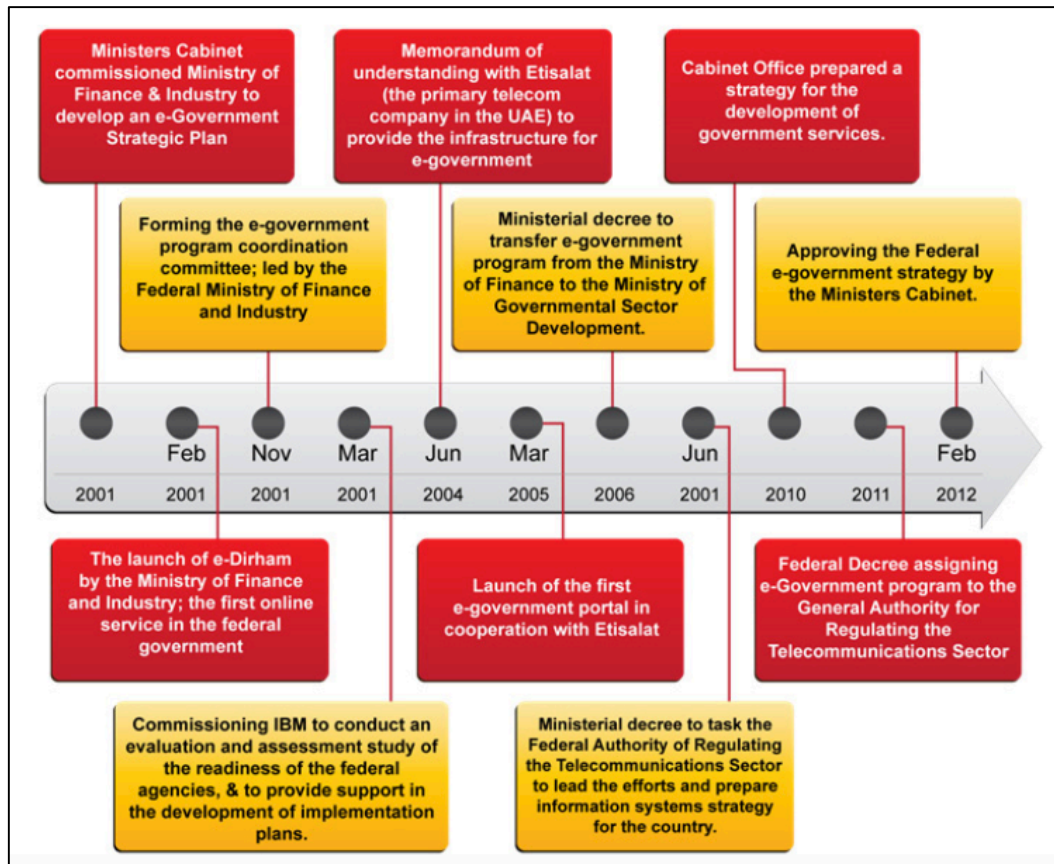 Ministers Cabinet
commissioned Ministry of
Finance & Industry to
develop an e-Government
Strategic Plan
Memorandum of
understanding with Etisalat
(the primary telecom
company in the UAE) to
provide the infrastructure for
e-government
Cabinet Office prepared a
strategy for the
development of
government services.
Forming the e-government
program coordination
committee; led by the
Federal Ministry of Finance
and Industry
Ministerial decree to
transfer e-government
program from the Ministry
of Finance to the Ministry of
Governmental Sector
Development.
Approving the Federal
e-government strategy by
the Ministers Cabinet.
Feb Nov Mar Jun Mar Jun Feb
2001 2001 2001 2001 2004 2005 2006 2001 2010 2011 2012
The launch of e-Dirham
by the Ministry of Finance
and Industry; the first online
service in the federal
government
Launch of the first
e-government portal in
cooperation with Etisalat
Federal Decree assigning
e-Government program to the
General Authority for
Regulating the
Telecommunications Sector
Commissioning IBM to conduct an
evaluation and assessment study of
the readiness of the federal
agencies, & to provide support in
the development of implementation
plans.
Ministerial decree to task the
Federal Authority of Regulating
the Telecommunications Sector
to lead the efforts and prepare
information systems strategy
for the country.